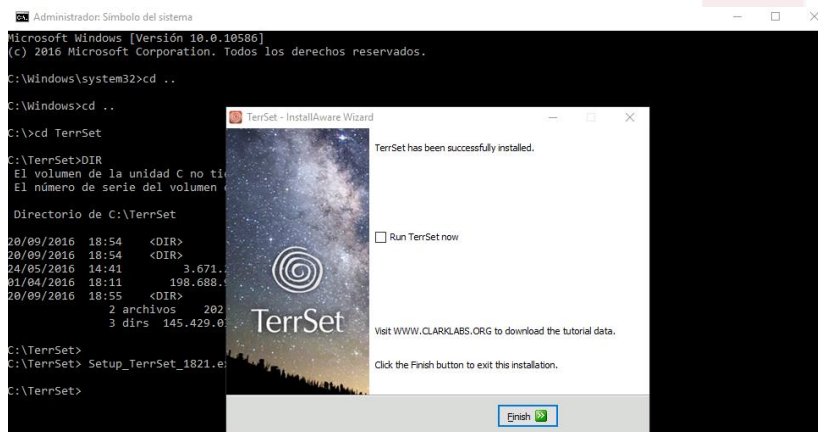 Administrador: Símbolo del sistema
Microsoft Windows [Versión 10.0.10586]
(c) 2016 Microsoft Corporation. Todos los derechos reservados.
C:\Windows\system32>cd ..
C:\Windows>cd ..
C:\>cd TerrSet
C:\TerrSet>DIR
El volumen de la unidad C no
El número de serie del volumen
Directorio de C:\TerrSet
20/09/2016 18:54 <DIR>
20/09/2016 18:54 <DIR>
24/05/2016 14:41 3.671.
01/04/2016 18:11 198.688.
20/09/2016 18:55 <DIR>
2 archivos 202
3 dirs 145.429.
C:\TerrSet>
C:\TerrSet> Setup_TerrSet_1821.e
C:\TerrSet>
TerrSet - InstallAware Wizard
TerrSet has been successfully installed.
Run TerrSet now
TerrSet
Visit WWW.CLARKLABS.ORG to download the tutorial data.
Click the Finish button to exit this installation.
Finish